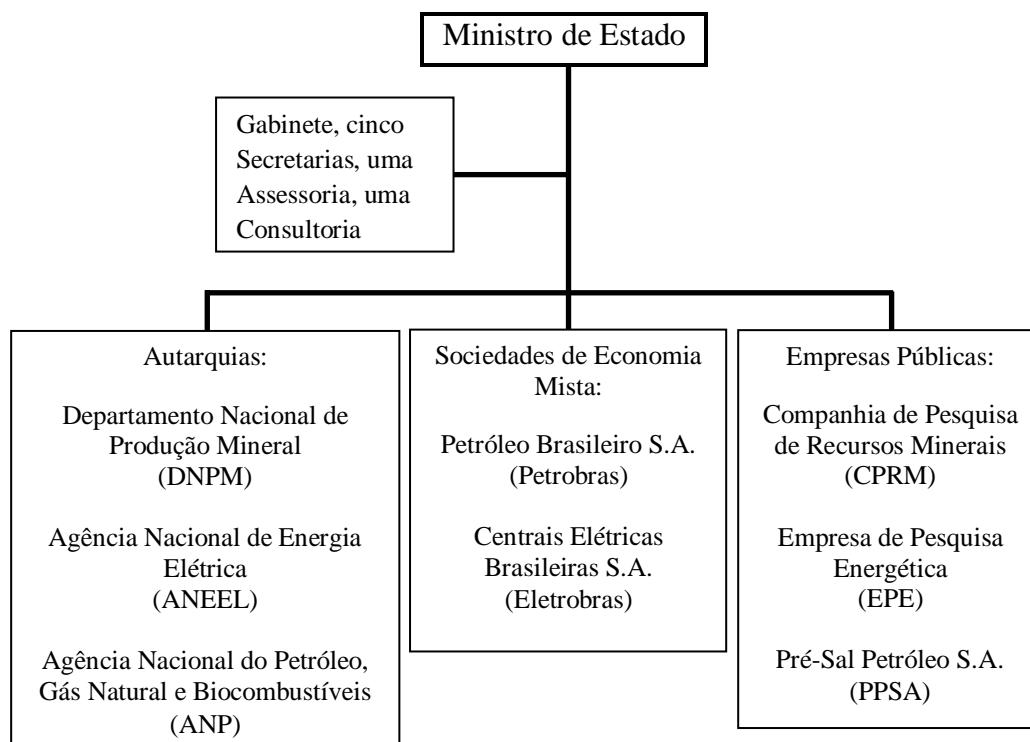 Ministro de Estado
Gabinete, cinco
Secretarias, uma
Assessoria, uma
Consultoria
Autarquias:
Departamento Nacional de
Produção Mineral
(DNPM)
Agência Nacional de Energia
Elétrica
(ANEEL)
Agência Nacional do Petróleo,
Gás Natural e Biocombustíveis
(ANP)
Sociedades de Economia
Mista:
Petróleo Brasileiro S.A.
(Petrobras)
Centrais Elétricas
Brasileiras S.A.
(Eletrobras)
Empresas Públicas:
Companhia de Pesquisa
de Recursos Minerais
(CPRM)
Empresa de Pesquisa
Energética
(EPE)
Pré-Sal Petróleo S.A.
(PPSA)